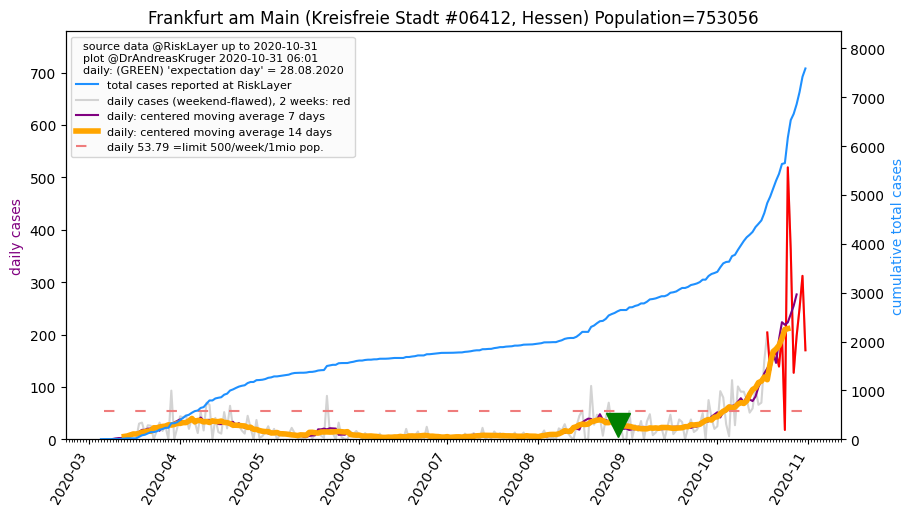 Frankfurt am Main (Kreisfreie Stadt #06412, Hessen) Population=753056
source data @RiskLayer up to 2020-10-31
plot @DrAndreasKruger 2020-10-31 06:01
daily: (GREEN) 'expectation day' = 28.08.2020
total cases reported at RiskLayer
daily cases (weekend-flawed), 2 weeks: red
daily: centered moving average 7 days
daily: centered moving average 14 days
daily 53.79 =limit 500/week/1mio pop.
daily cases
700
600
500
400
300
200
100
0
cumulative total cases
8000
7000
6000
5000
4000
3000
2000
1000
0
2020-03
2020-04
2020-05
2020-06
2020-07
2020-08
2020-09
2020-10
2020-11